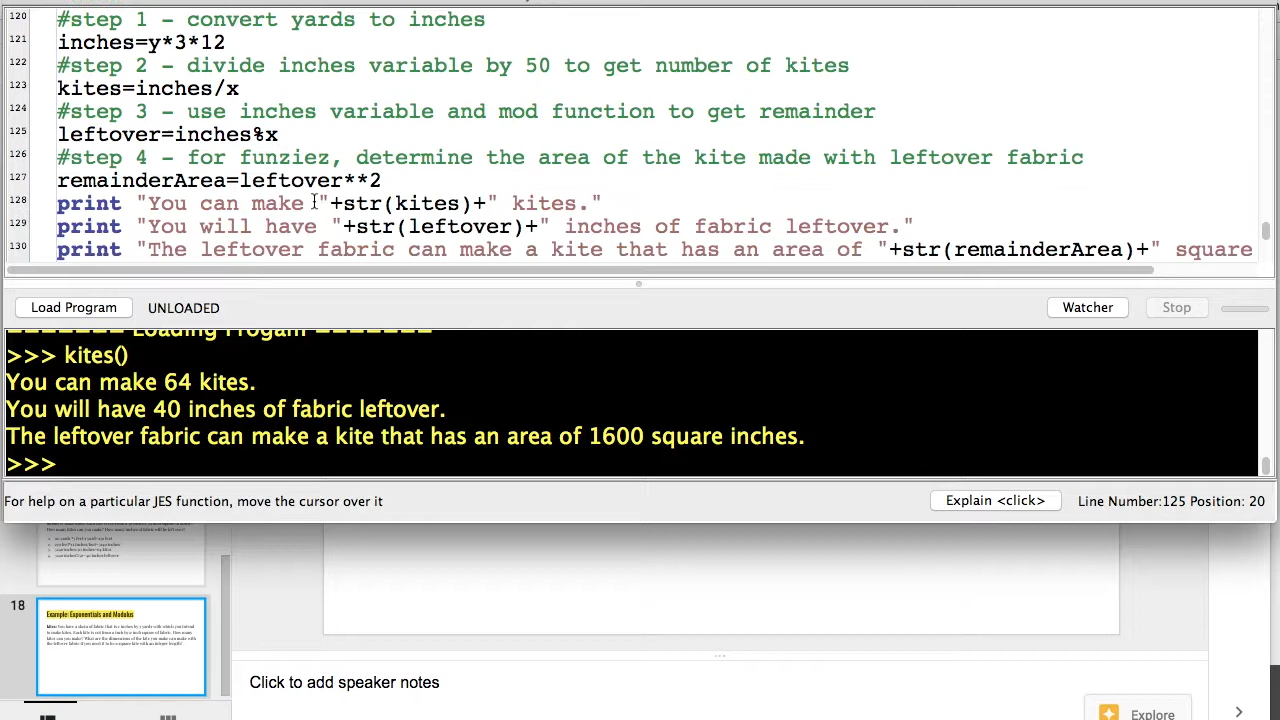 120 #step 1 - convert yards to inches
121 inches=y*3*12
122 #step 2 - divide inches variable by 50 to get number of kites
123 kites=inches/x
124 #step 3 - use inches variable and mod function to get remainder
125 leftover=inches%x
126 #step 4 - for funziez, determine the area of the kite made with leftover fabric
127 remainderArea=leftover**2
128 print "You can make "+str(kites)+" kites."
129 print "You will have "+str(leftover)+" inches of fabric leftover."
130 print "The leftover fabric can make a kite that has an area of "+str(remainderArea)+" square
Load Program UNLOADED Watcher Stop
======= Loading Progam =======
>>> kites()
You can make 64 kites.
You will have 40 inches of fabric leftover.
The leftover fabric can make a kite that has an area of 1600 square inches.
>>>
For help on a particular JES function, move the cursor over it Explain <click> Line Number:125 Position: 20
18
Example: Exponentials and Modulus
Click to add speaker notes
Explore